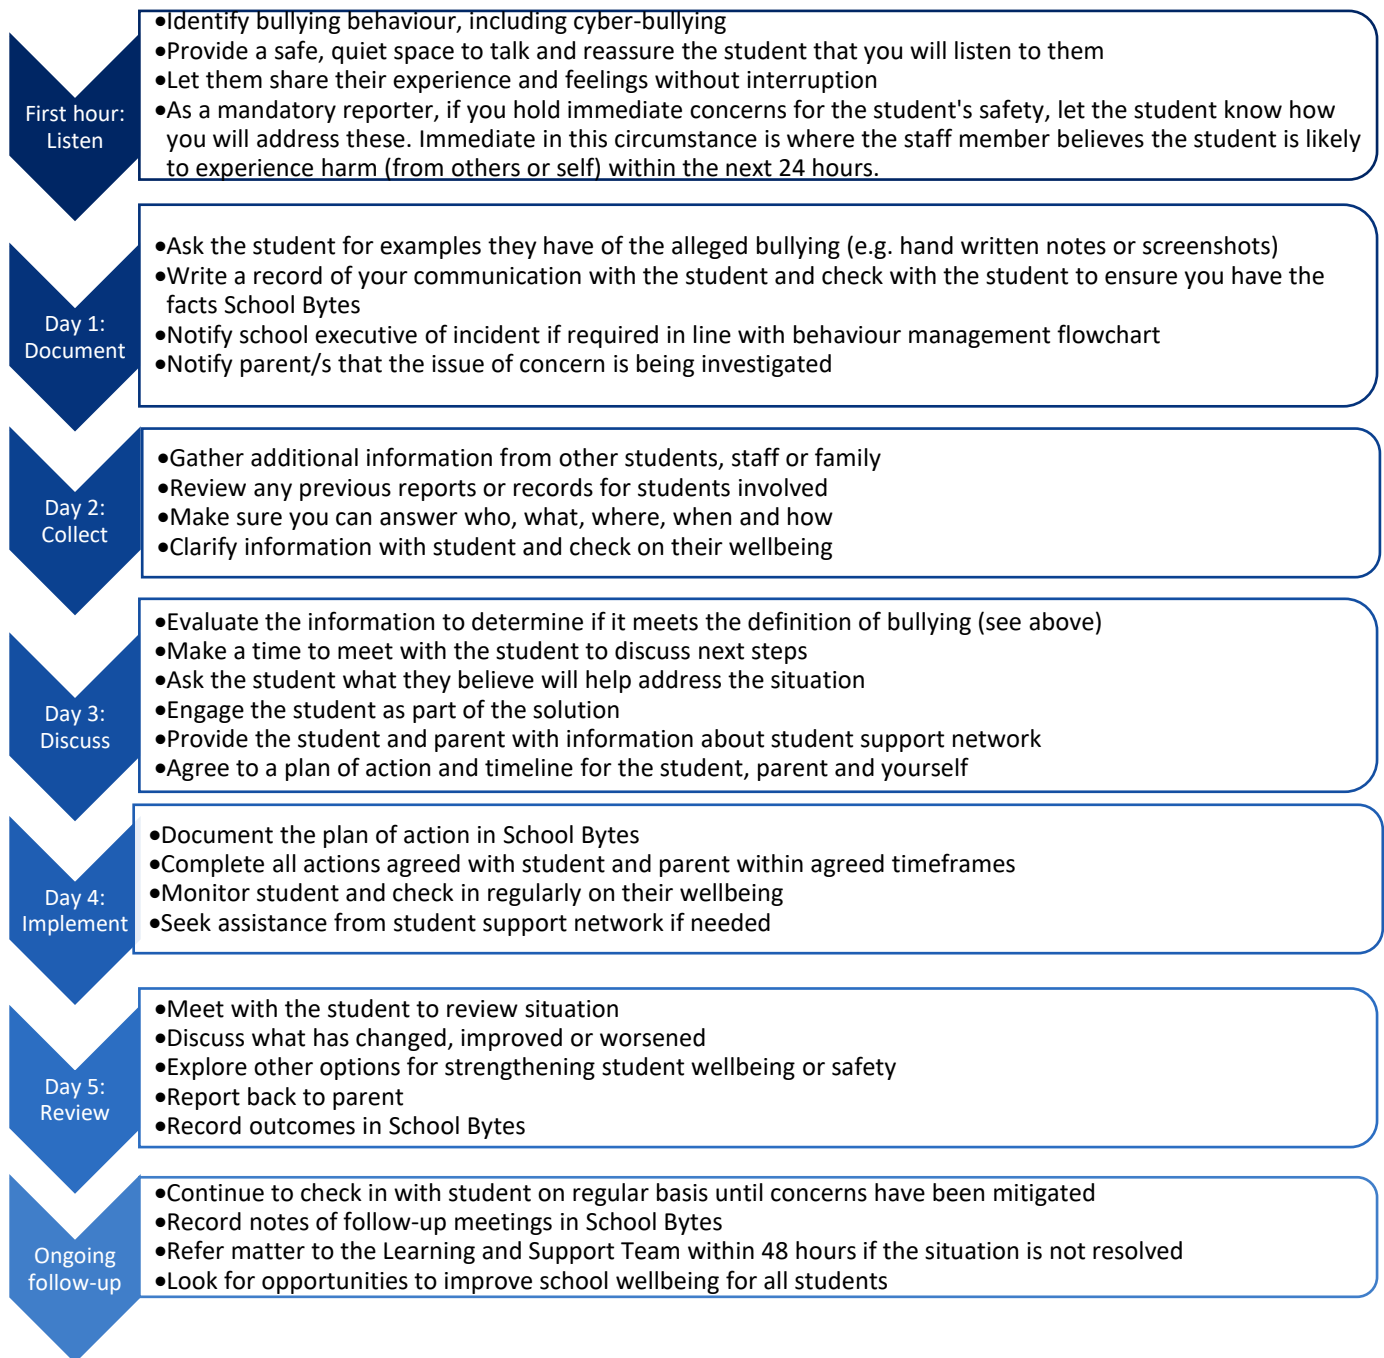 First hour:
Listen
•Identify bullying behaviour, including cyber-bullying
•Provide a safe, quiet space to talk and reassure the student that you will listen to them
•Let them share their experience and feelings without interruption
•As a mandatory reporter, if you hold immediate concerns for the student's safety, let the student know how
you will address these. Immediate in this circumstance is where the staff member believes the student is likely
to experience harm (from others or self) within the next 24 hours.
Day 1:
Document
•Ask the student for examples they have of the alleged bullying (e.g. hand written notes or screenshots)
•Write a record of your communication with the student and check with the student to ensure you have the
facts School Bytes
•Notify school executive of incident if required in line with behaviour management flowchart
•Notify parent/s that the issue of concern is being investigated
Day 2:
Collect
•Gather additional information from other students, staff or family
•Review any previous reports or records for students involved
•Make sure you can answer who, what, where, when and how
•Clarify information with student and check on their wellbeing
Day 3:
Discuss
•Evaluate the information to determine if it meets the definition of bullying (see above)
•Make a time to meet with the student to discuss next steps
•Ask the student what they believe will help address the situation
•Engage the student as part of the solution
•Provide the student and parent with information about student support network
•Agree to a plan of action and timeline for the student, parent and yourself
Day 4:
Implement
•Document the plan of action in School Bytes
•Complete all actions agreed with student and parent within agreed timeframes
•Monitor student and check in regularly on their wellbeing
•Seek assistance from student support network if needed
Day 5:
Review
•Meet with the student to review situation
•Discuss what has changed, improved or worsened
•Explore other options for strengthening student wellbeing or safety
•Report back to parent
•Record outcomes in School Bytes
Ongoing
follow-up
•Continue to check in with student on regular basis until concerns have been mitigated
•Record notes of follow-up meetings in School Bytes
•Refer matter to the Learning and Support Team within 48 hours if the situation is not resolved
•Look for opportunities to improve school wellbeing for all students